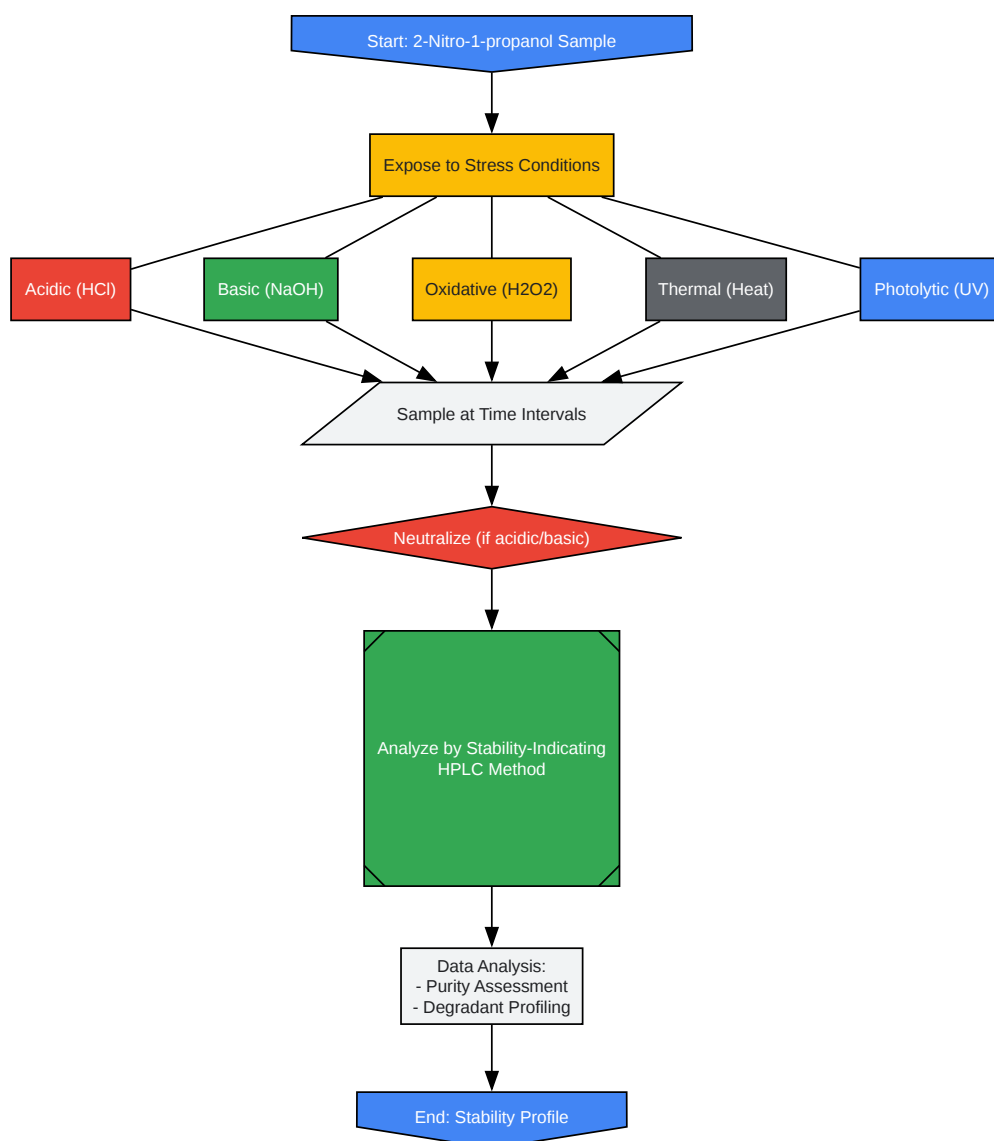 Start: 2-Nitro-1-propanol Sample
Expose to Stress Conditions
Acidic (HCl)
Basic (NaOH)
Oxidative (H2O2)
Thermal (Heat)
Photolytic (UV)
Sample at Time Intervals
Neutralize (if acidic/basic)
Analyze by Stability-Indicating
HPLC Method
Data Analysis:
- Purity Assessment
- Degradant Profiling
End: Stability Profile